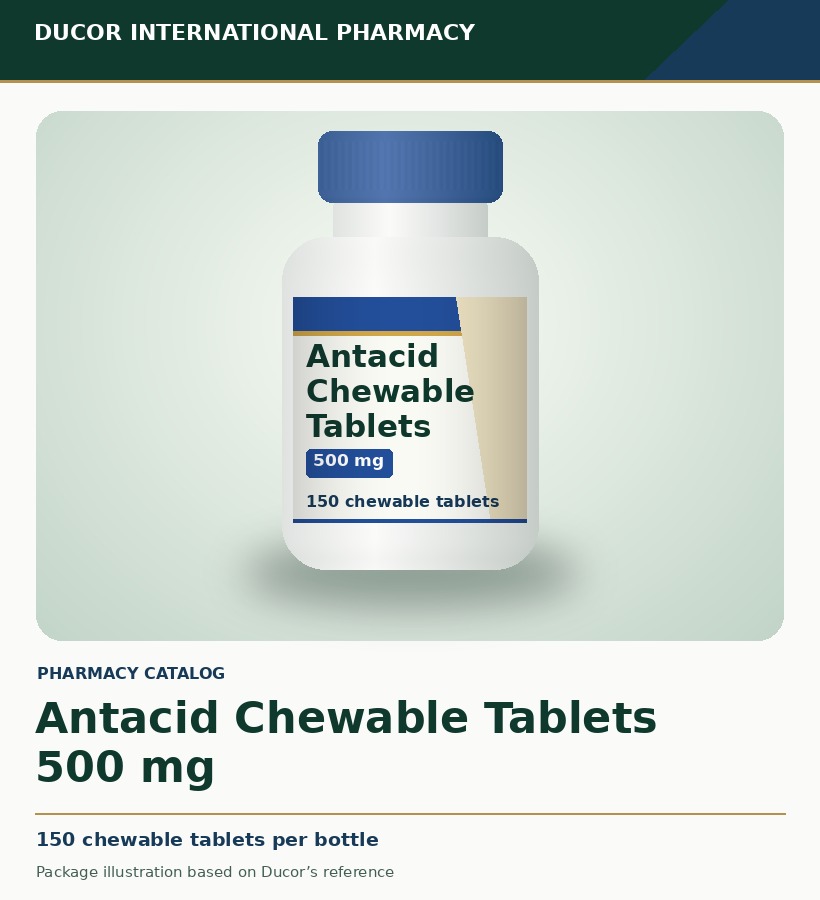 DUCOR INTERNATIONAL PHARMACY
Antacid
Chewable
Tablets
500 mg
150 chewable tablets
PHARMACY CATALOG
Antacid Chewable Tablets
500 mg
150 chewable tablets per bottle
Package illustration based on Ducor’s reference